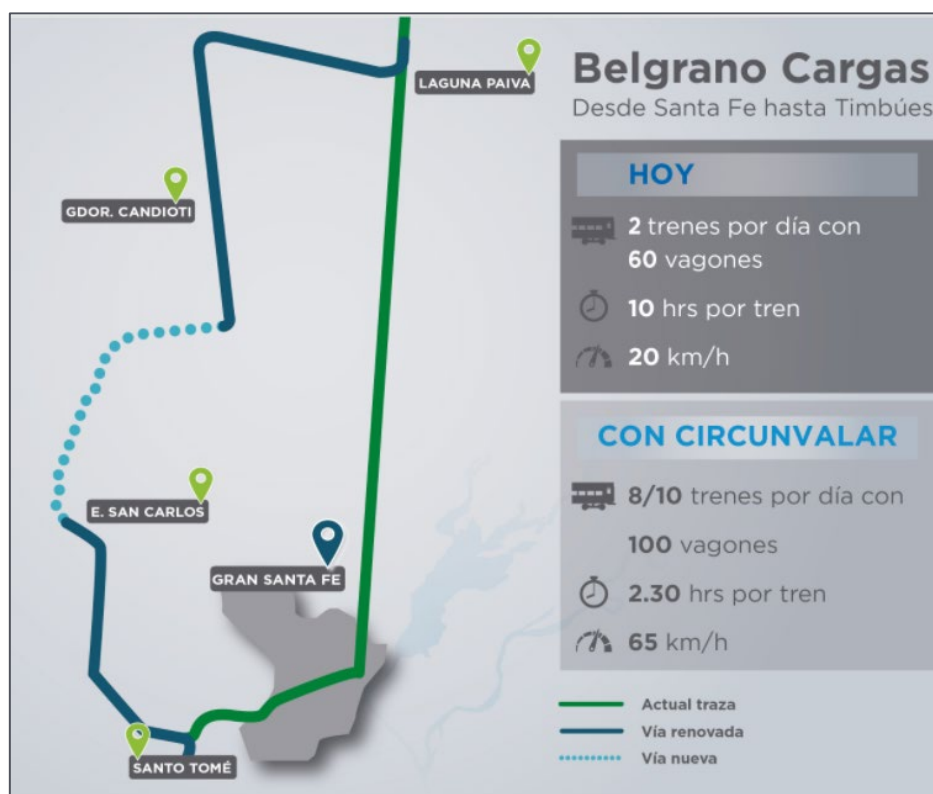 LAGUNA PAIVA
GDOR. CANDIOTI
E. SAN CARLOS
GRAN SANTA FE
SANTO TOMÉ
Belgrano Cargas
Desde Santa Fe hasta Timbúes
HOY
2 trenes por día con
60 vagones
10 hrs por tren
20 km/h
CON CIRCUNVALAR
8/10 trenes por día con
100 vagones
2.30 hrs por tren
65 km/h
Actual traza
Vía renovada
Vía nueva